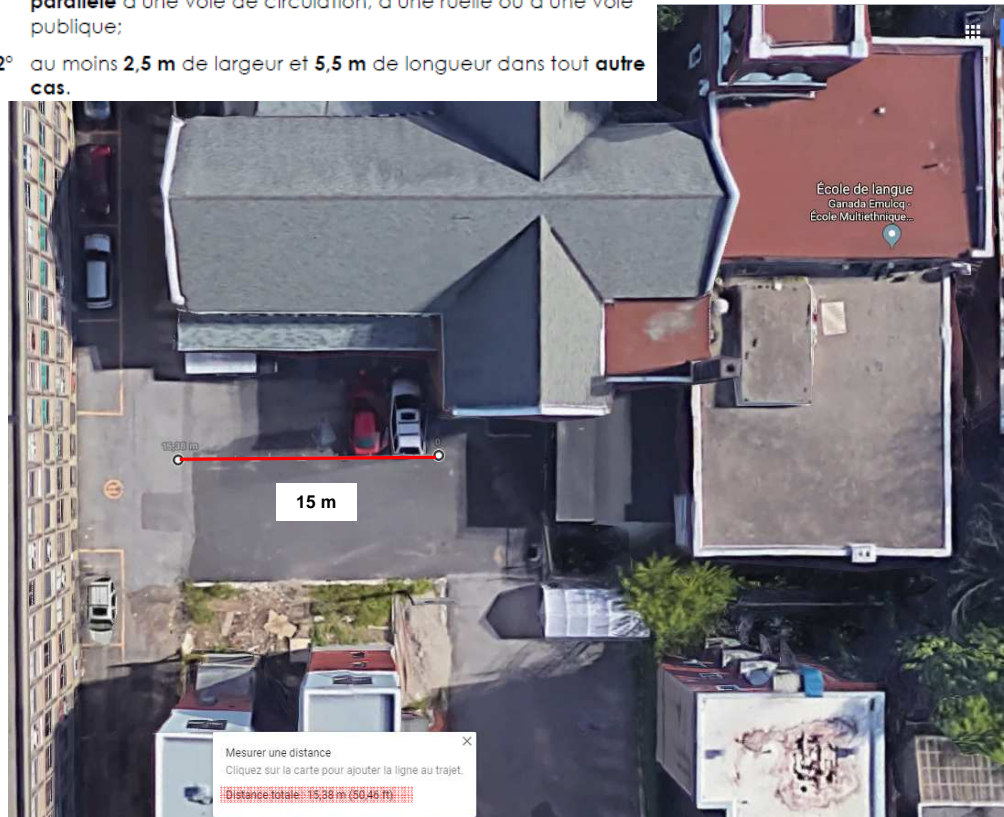 parallèle d'une voie de circulation, d'une ruelle ou d'une voie
publique;
2° au moins 2,5 m de largeur et 5,5 m de longueur dans tout autre
cas.
École de langue
Ganada Emulcq -
École Multiethnique...
15,38 m
0
15 m
Mesurer une distance
Cliquez sur la carte pour ajouter la ligne au trajet.
Distance totale : 15,38 m (50,46 ft)